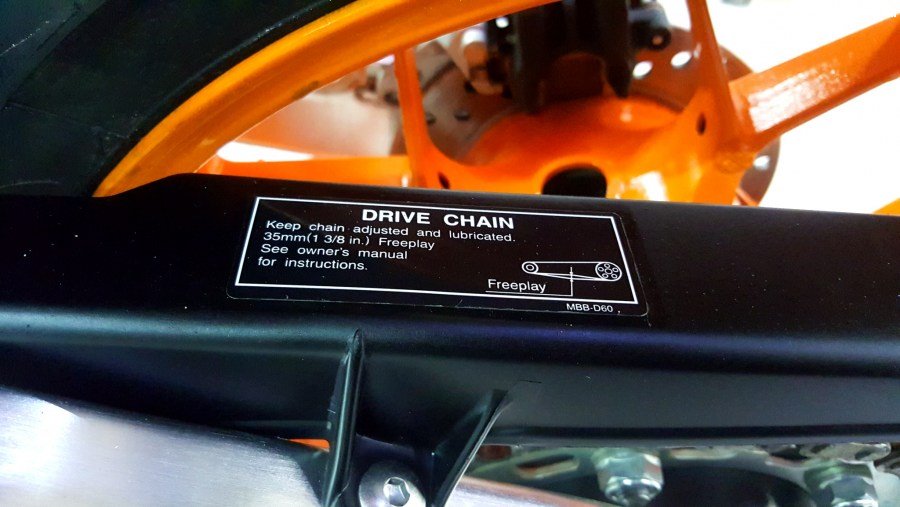 DRIVE CHAIN
Keep chain adjusted and lubricated.
35mm(1 3/8 in.) Freeplay
See owner's manual
for instructions.
Freeplay
MBB-D60